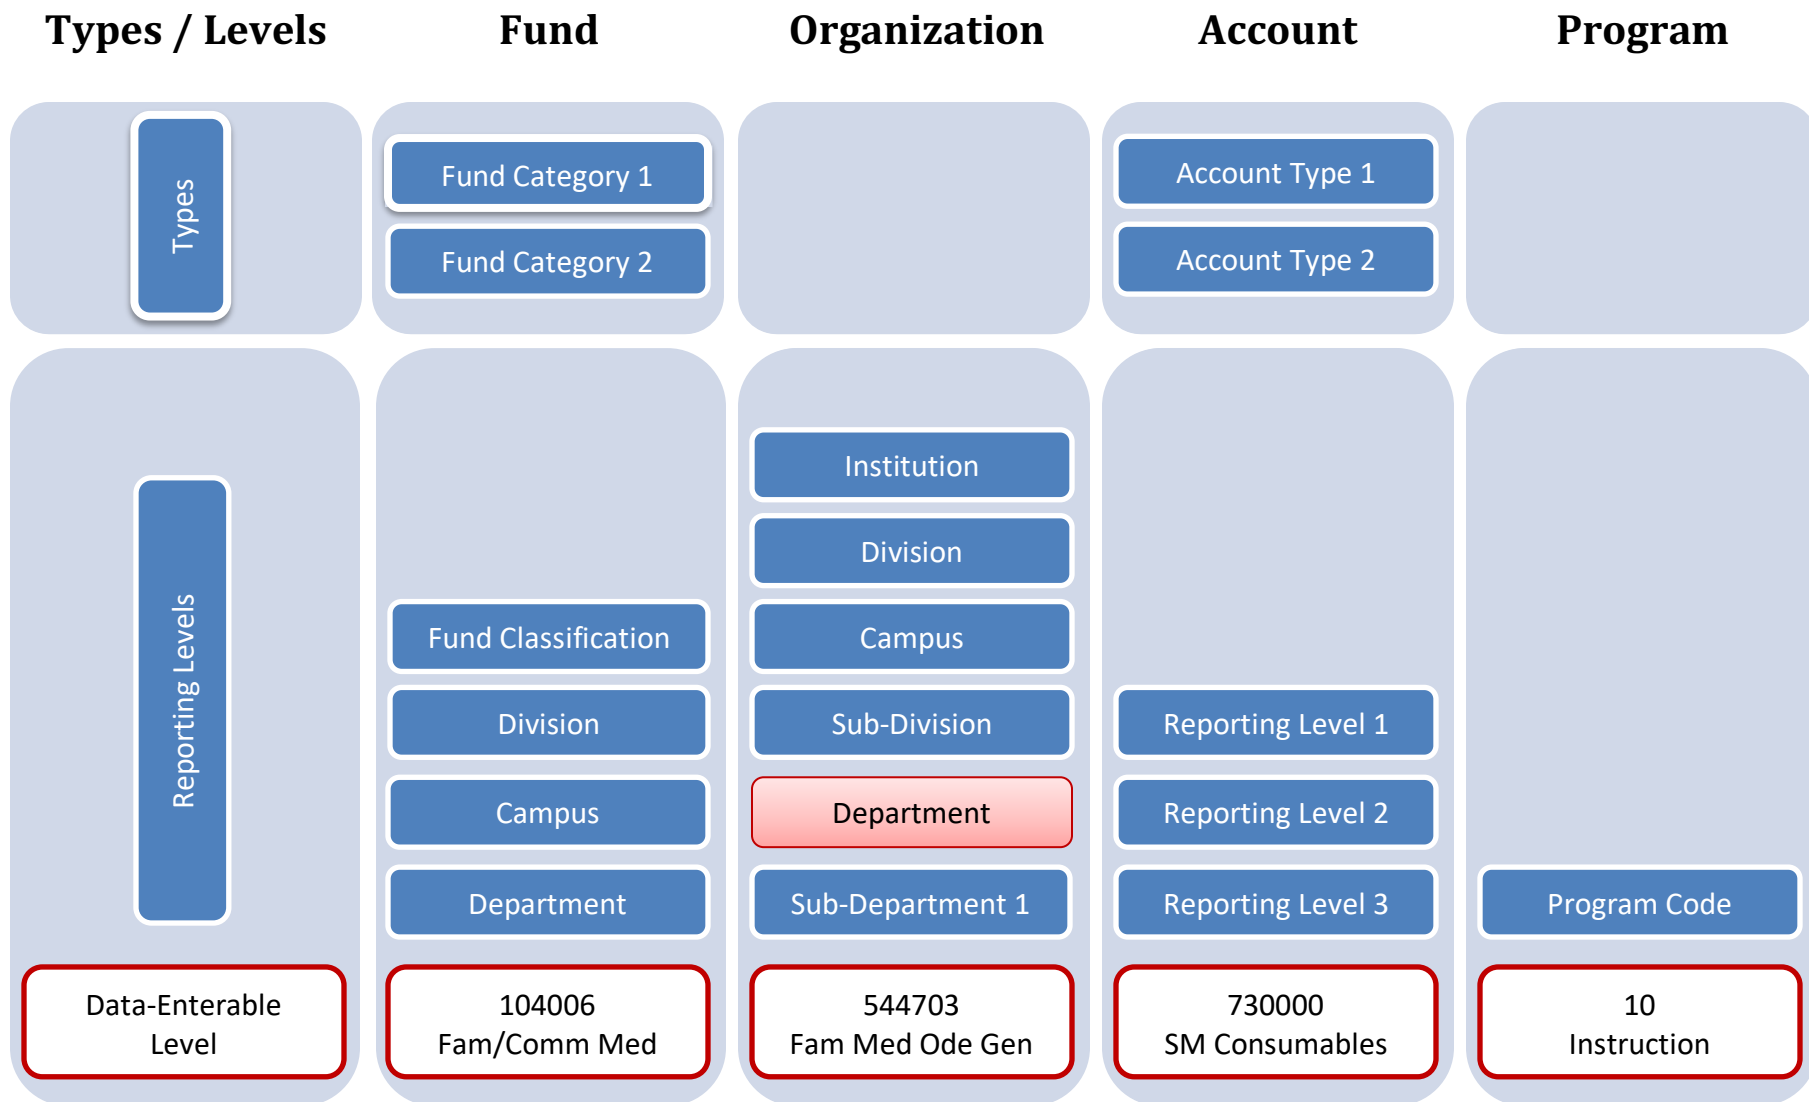 Types / Levels
Fund
Organization
Account
Program
Types
Fund Category 1
Fund Category 2
Account Type 1
Account Type 2
Reporting Levels
Fund Classification
Division
Campus
Department
Institution
Division
Campus
Sub-Division
Department
Sub-Department 1
Reporting Level 1
Reporting Level 2
Reporting Level 3
Program Code
Data-Enterable
Level
104006
Fam/Comm Med
544703
Fam Med Ode Gen
730000
SM Consumables
10
Instruction